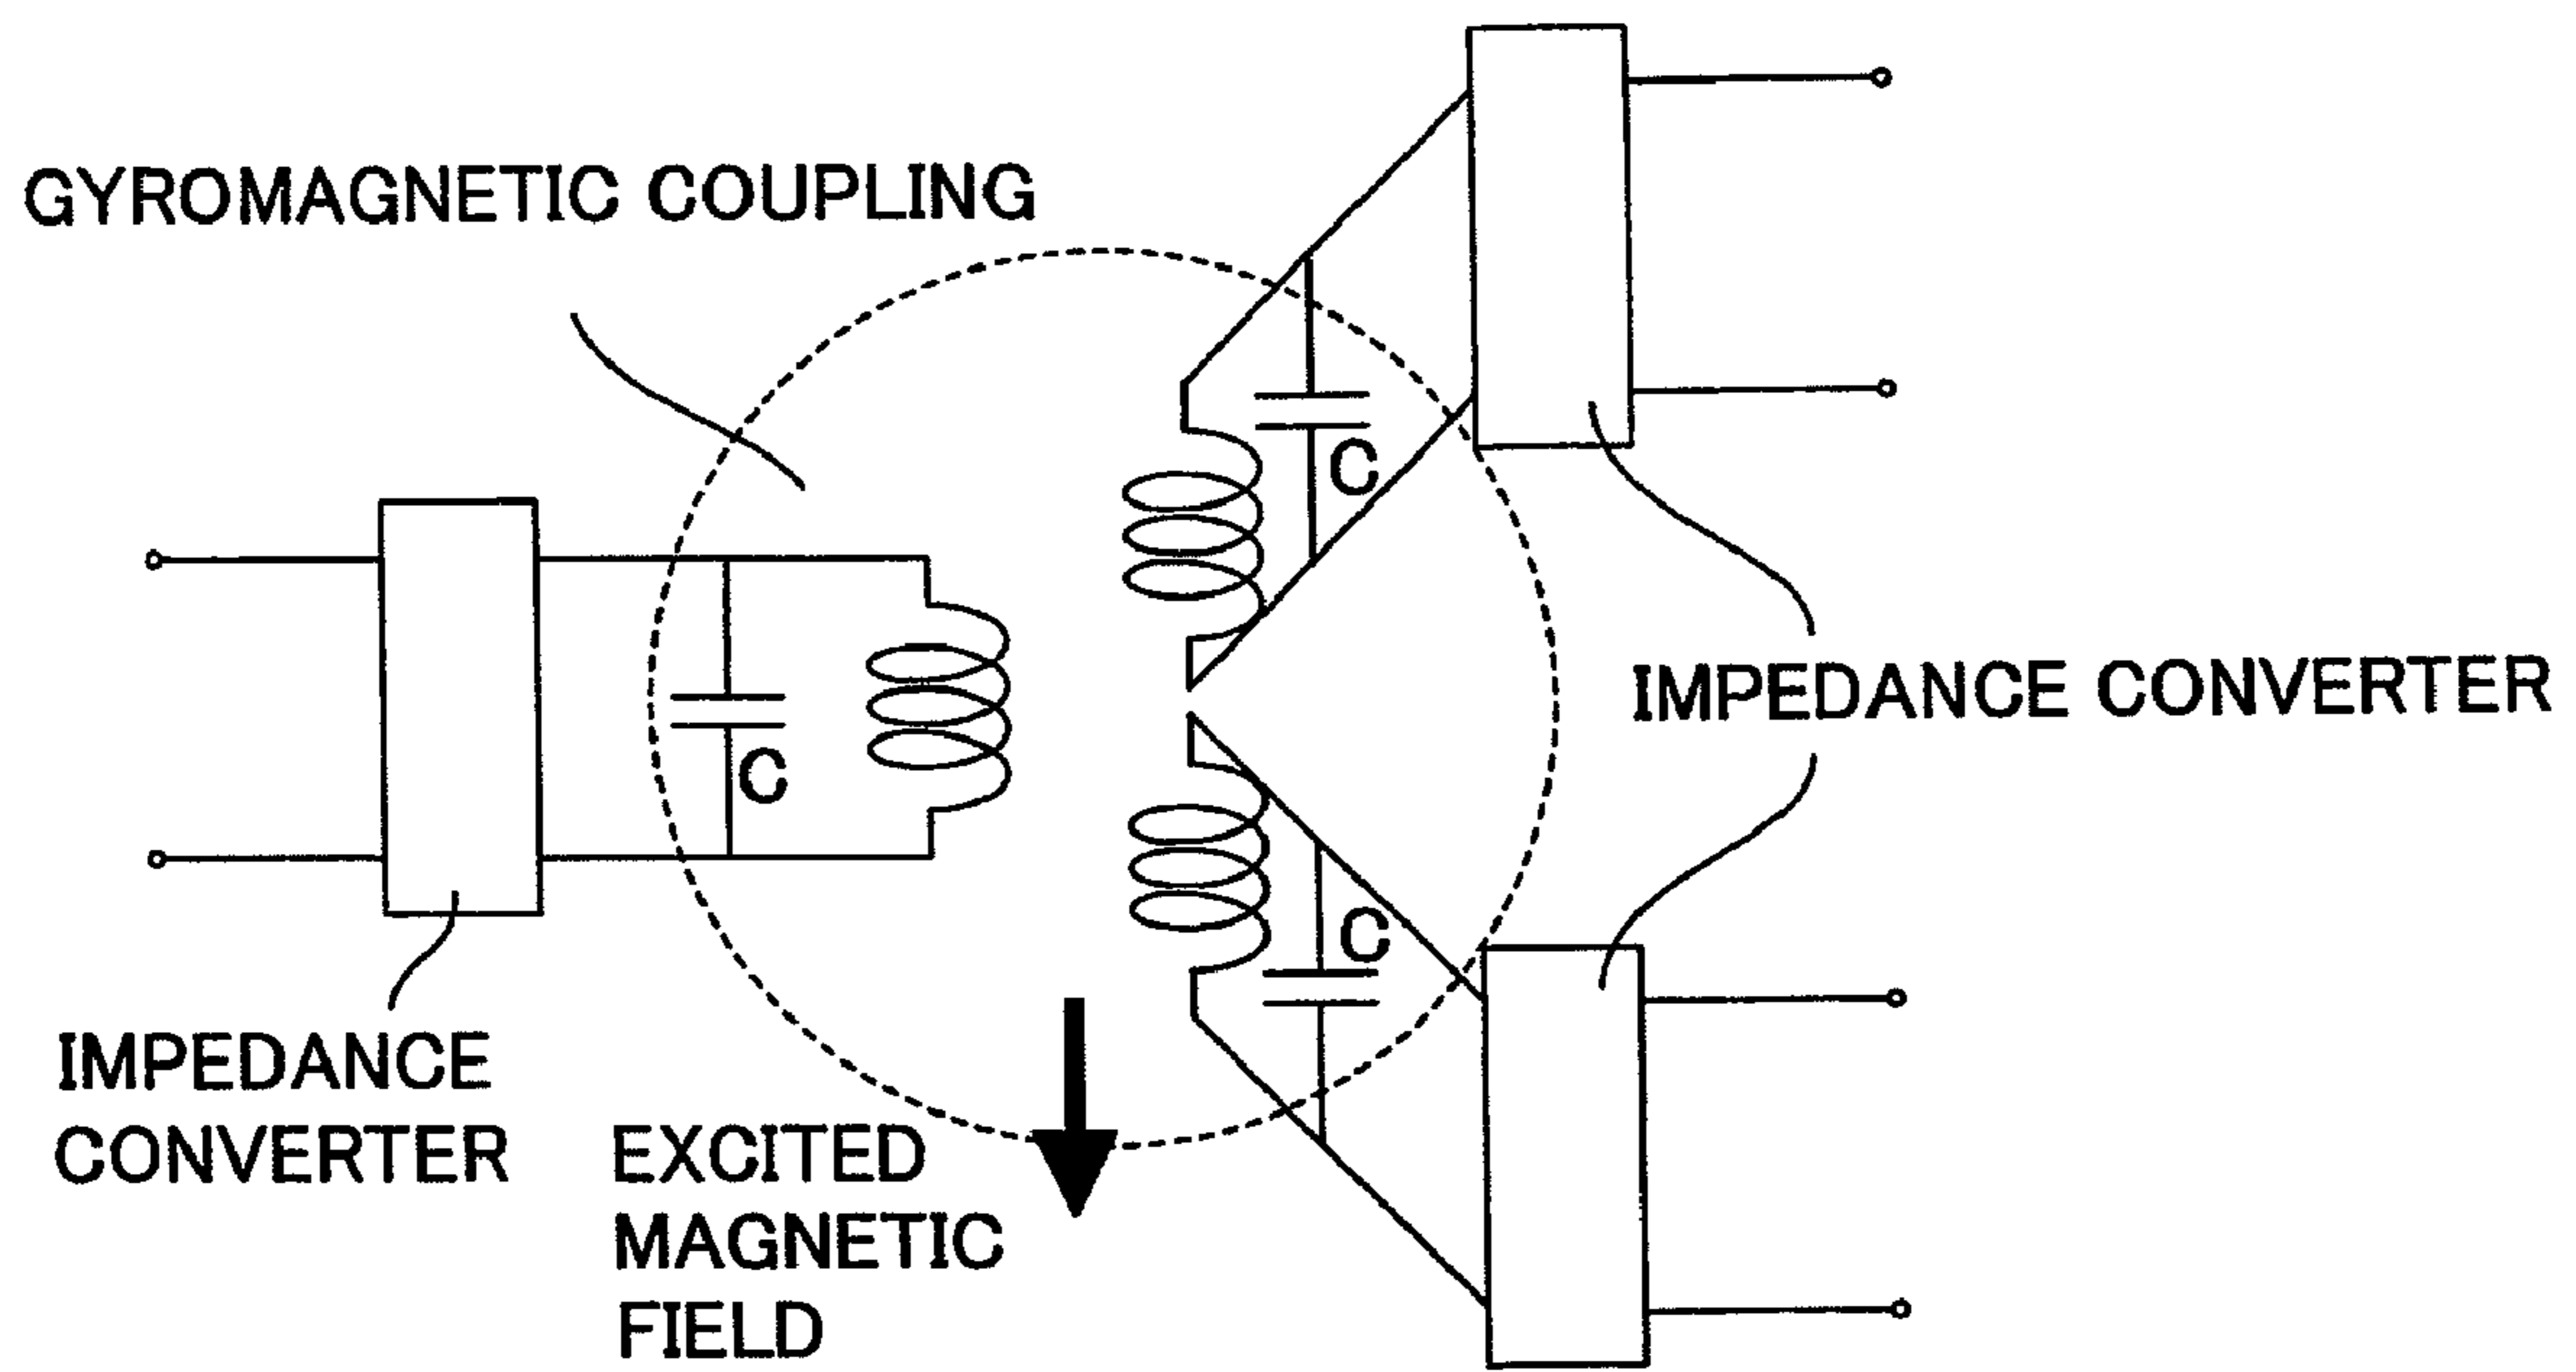 GYROMAGNETIC COUPLING
C
C
IMPEDANCE CONVERTER
C
IMPEDANCE
CONVERTER
EXCITED
MAGNETIC
FIELD